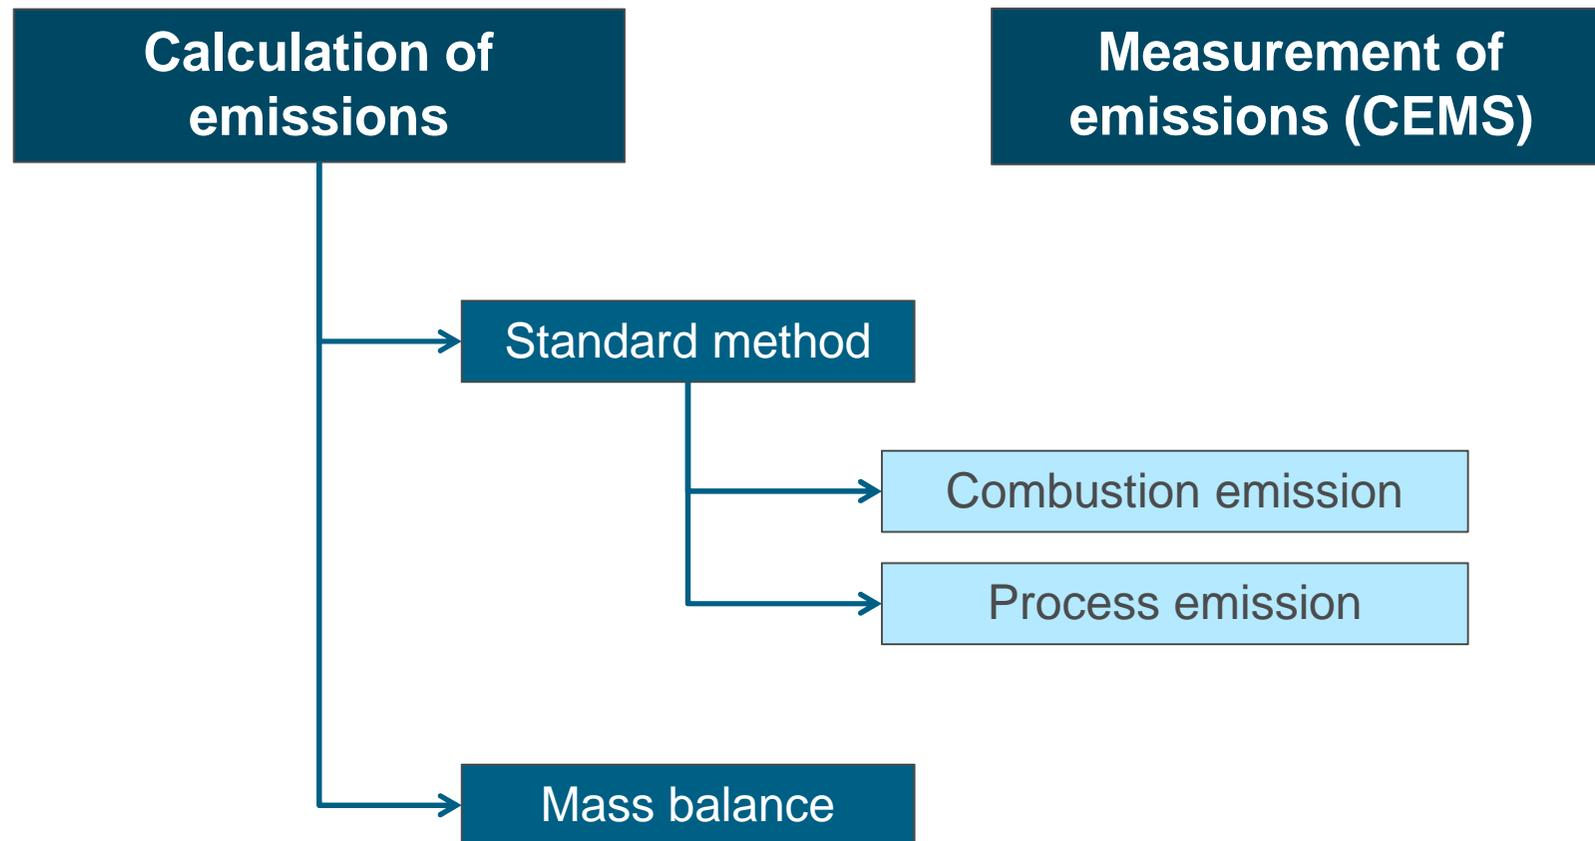 Calculation of
emissions
Measurement of
emissions (CEMS)
Standard method
Combustion emission
Process emission
Mass balance